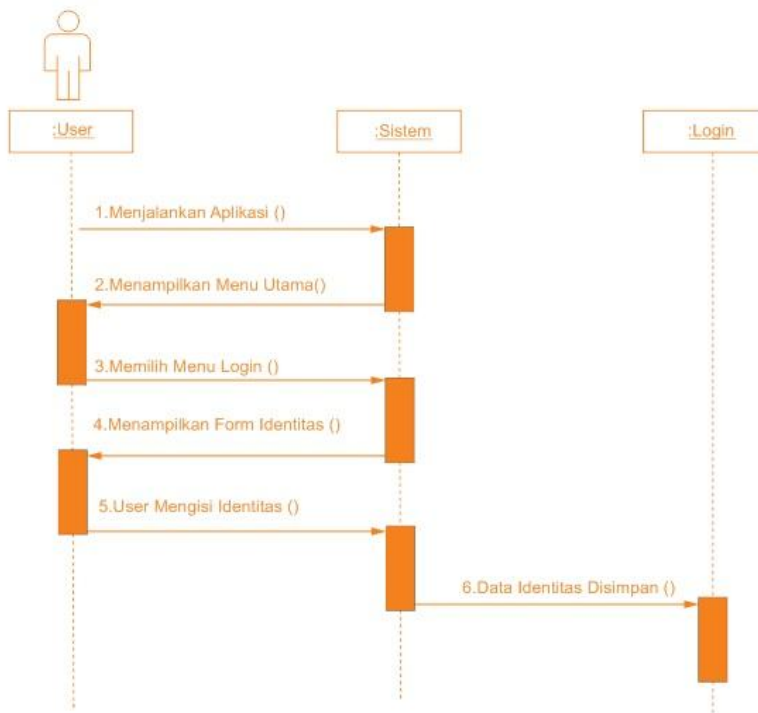 :User
:Sistem
:Login
1.Menjalankan Aplikasi ()
2.Menampilkan Menu Utama()
3.Memilih Menu Login ()
4.Menampilkan Form Identitas ()
5.User Mengisi Identitas ()
6.Data Identitas Disimpan ()